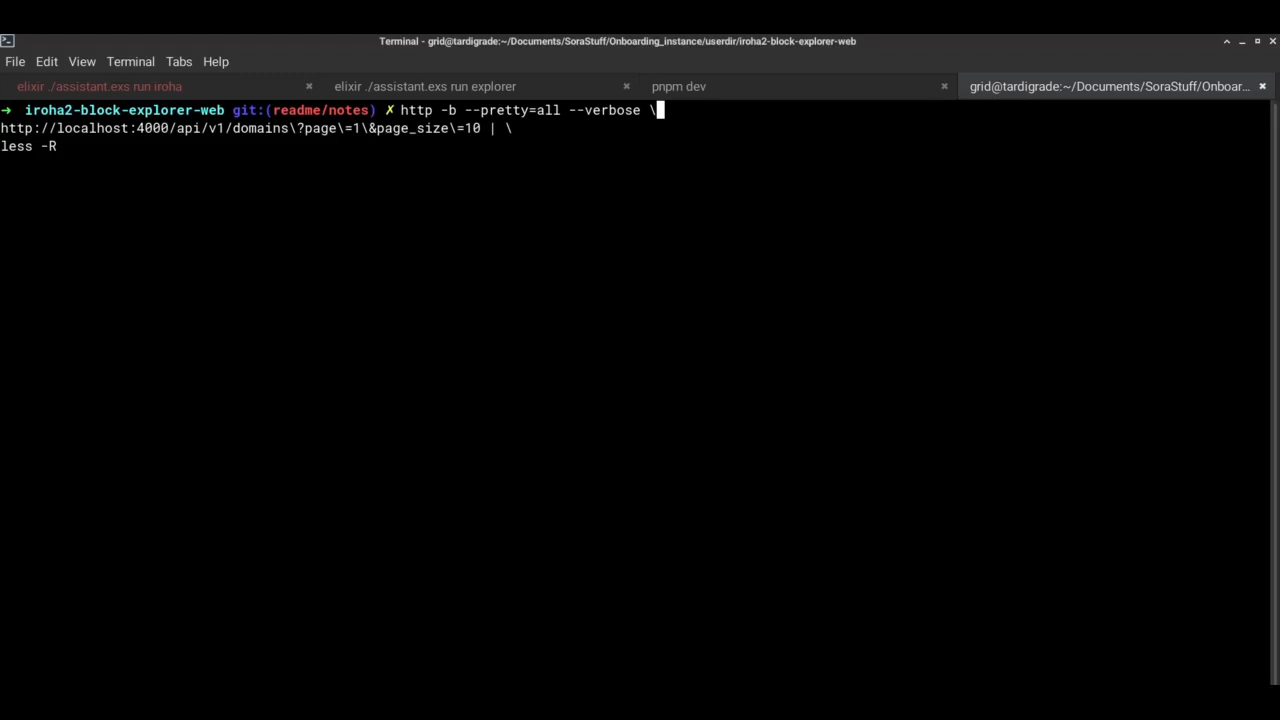 Terminal - grid@tardigrade:~/Documents/SoraStuff/Onboarding_instance/userdir/iroha2-block-explorer-web
File Edit View Terminal Tabs Help
elixir ./assistant.exs run iroha
elixir ./assistant.exs run explorer
pnpm dev
grid@tardigrade:~/Documents/SoraStuff/Onboar...
➜ iroha2-block-explorer-web git:(readme/notes) ✗ http -b --pretty=all --verbose \
http://localhost:4000/api/v1/domains\?page\=1\&page_size\=10 | \
less -R